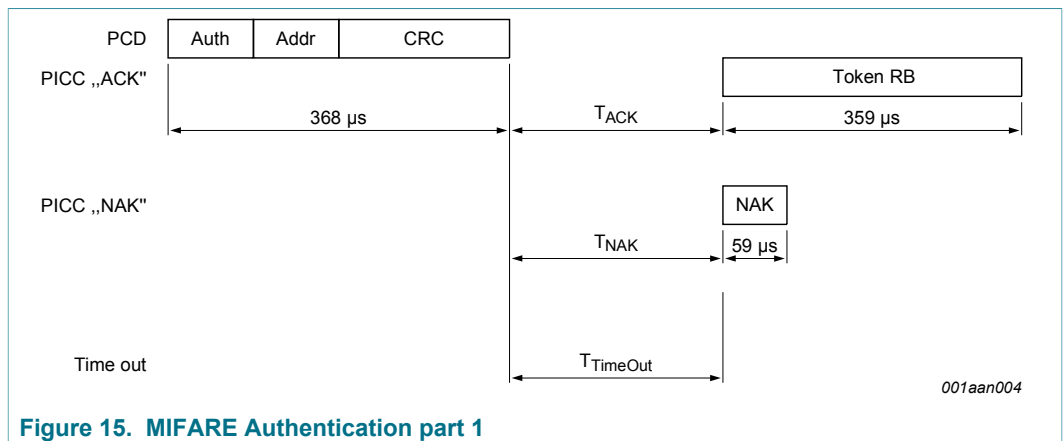 PCD Auth Addr CRC
PICC ,,ACK" Token RB
368 µs TACK 359 µs
PICC ,,NAK" NAK
TNAK 59 µs
Time out TTimeOut
001aan004
Figure 15. MIFARE Authentication part 1